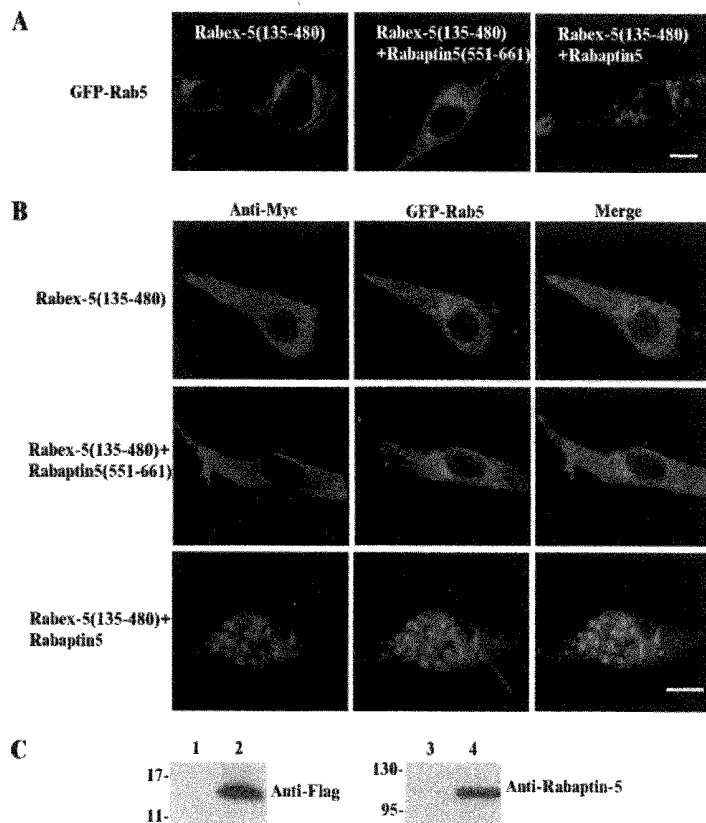 A
Rabex-5(135-480)
Rabex-5(135-480)
+Rabaptin5(551-661)
Rabex-5(135-480)
+Rabaptin5
GFP-Rab5
B
Anti-Myc
GFP-Rab5
Merge
Rabex-5(135-480)
Rabex-5(135-480)+
Rabaptin5(551-661)
Rabex-5(135-480)+
Rabaptin5
C
1
2
3
4
17-
11-
Anti-Flag
130-
95-
Anti-Rabaptin-5